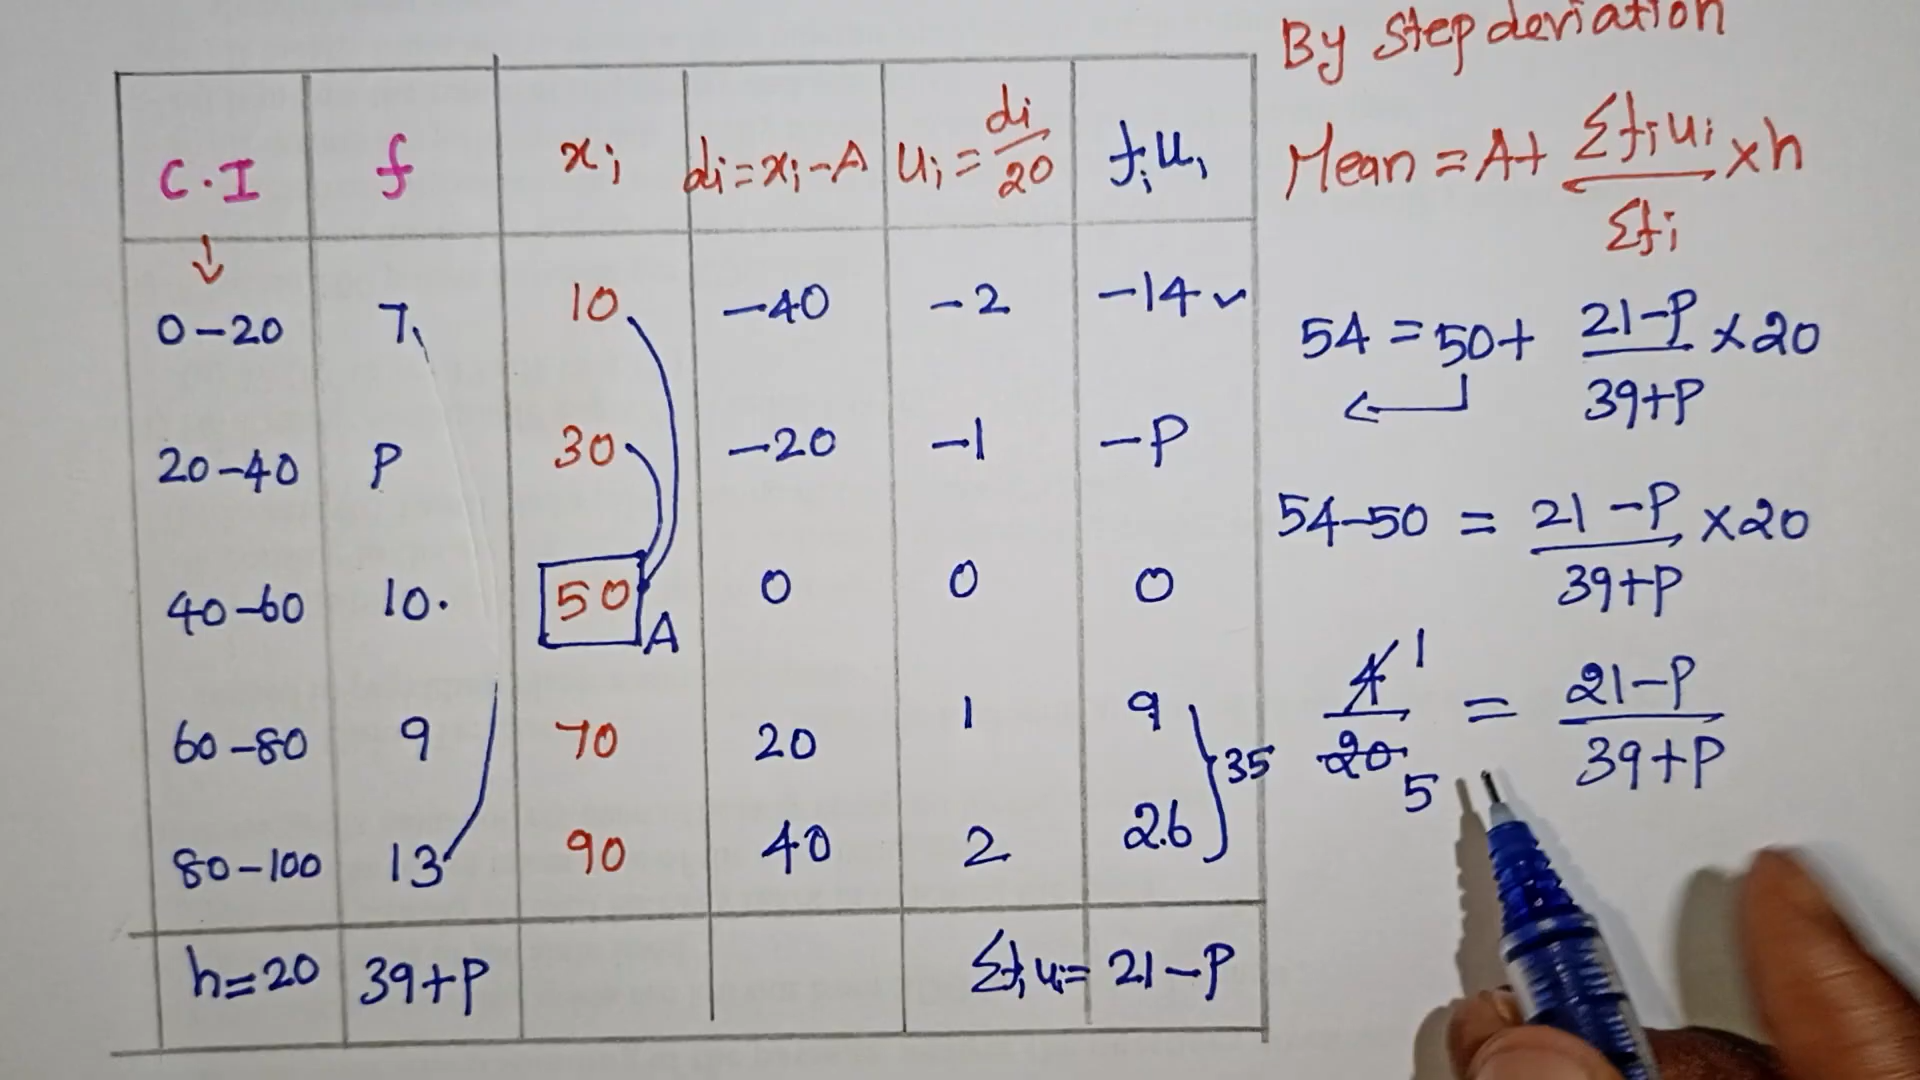 By Step deviation
C.I f xᵢ dᵢ=xᵢ-A uᵢ=dᵢ/20 fᵢuᵢ
↓
0-20 7 10 -40 -2 -14 ✓
20-40 P 30 -20 -1 -P
40-60 10. 50 A 0 0 0
60-80 9 70 20 1 9
35
80-100 13 90 40 2 26
h=20 39+P Σfᵢuᵢ= 21-P
Mean = A+ Σfᵢuᵢ/Σfᵢ ×h
54 = 50+ 21-P/39+P ×20
54-50 = 21-P/39+P ×20
4/20 1/5 = 21-P/39+P